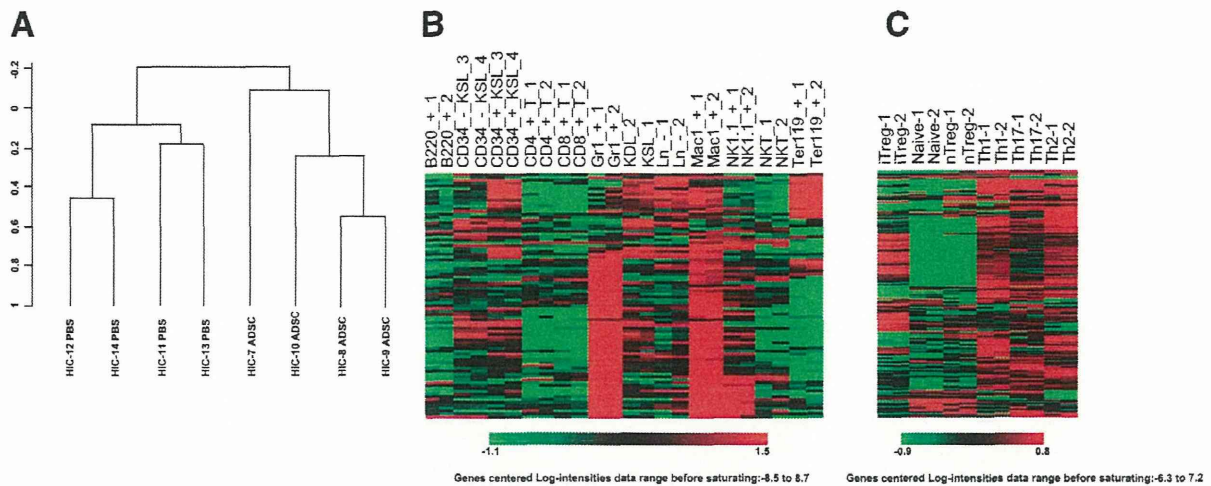 A
-0.2
0
0.2
0.4
0.6
0.8
1
HIC-12 PBS
HIC-14 PBS
HIC-11 PBS
HIC-13 PBS
HIC-7 ADSC
HIC-10 ADSC
HIC-8 ADSC
HIC-9 ADSC
B
B220_+_1
B220_+_2
CD34_-_KSL_3
CD34_-_KSL_4
CD34_+_KSL_3
CD34_+_KSL_4
CD4_+_T_1
CD4_+_T_2
CD8_+_T_1
CD8_+_T_2
Gr1_+_1
Gr1_+_2
KDL_2
KSL_1
Ln_-_1
Ln_-_2
Mac1_+_1
Mac1_+_2
NK1.1_+_1
NK1.1_+_2
NKT_1
NKT_2
Ter119_+_1
Ter119_+_2
-1.1
1.5
Genes centered Log-intensities data range before saturating:-8.5 to 8.7
C
iTreg-1
iTreg-2
Naive-1
Naive-2
nTreg-1
nTreg-2
Th1-1
Th1-2
Th17-1
Th17-2
Th2-1
Th2-2
-0.9
0.8
Genes centered Log-intensities data range before saturating:-6.3 to 7.2